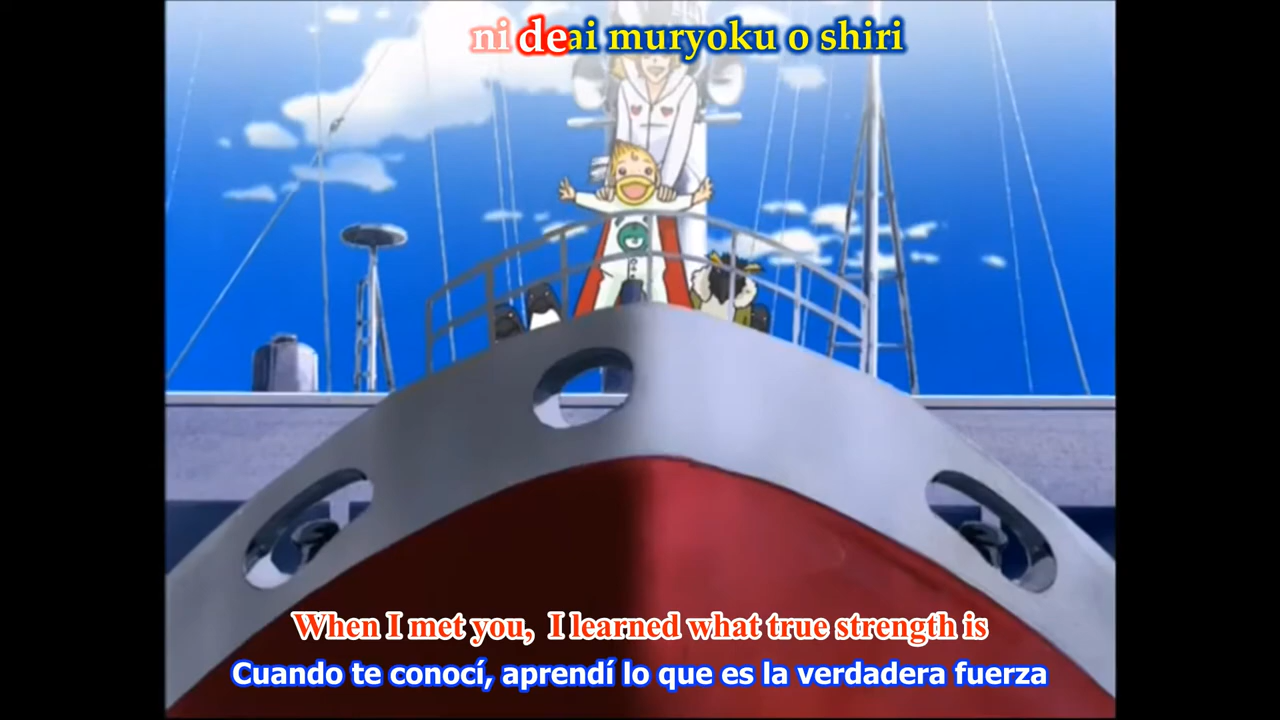 ni deai muryoku o shiri
When I met you, I learned what true strength is
Cuando te conocí, aprendí lo que es la verdadera fuerza